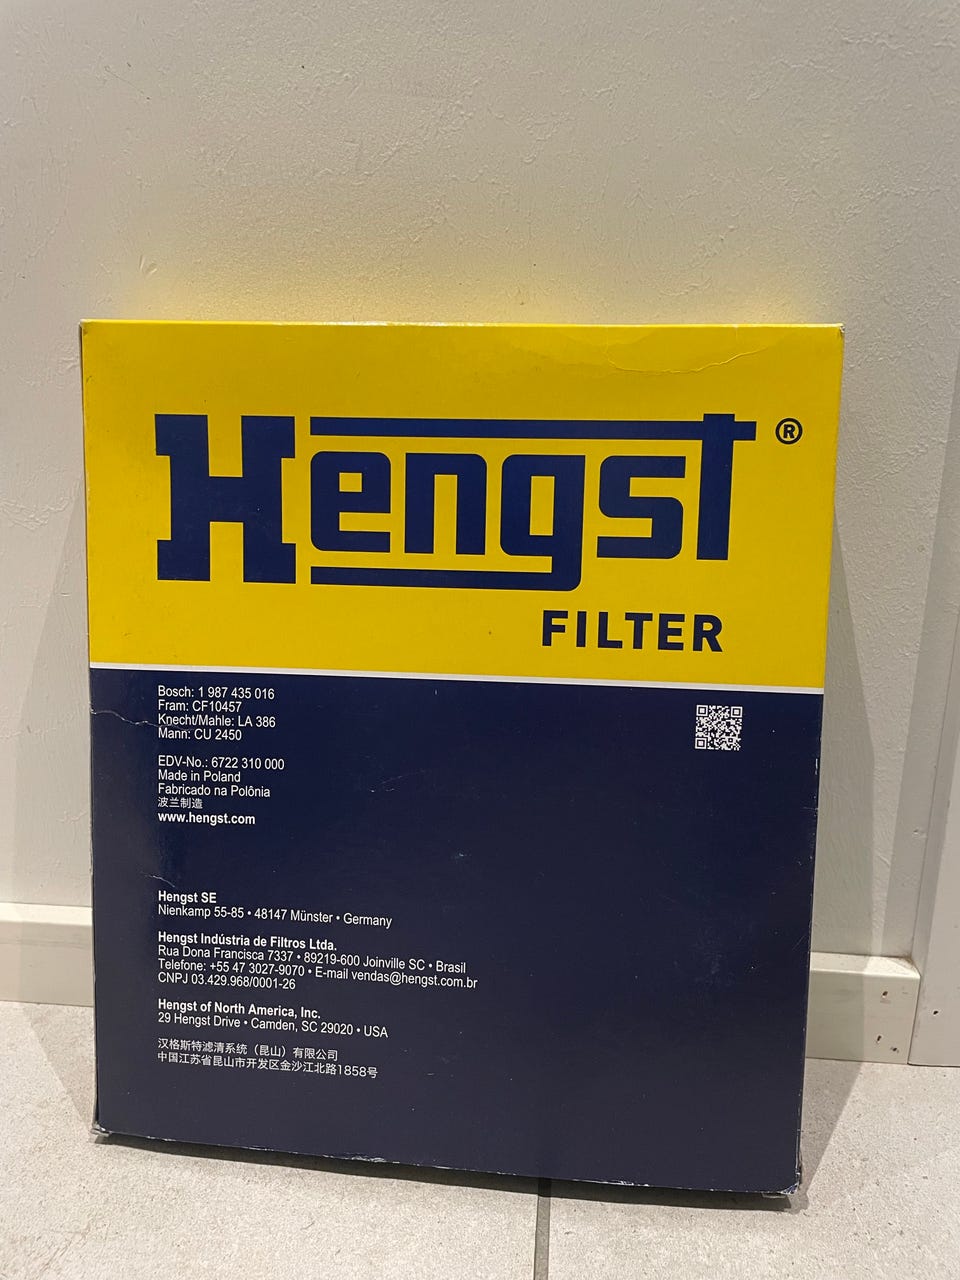 Hengst®
FILTER
Bosch: 1 987 435 016
Fram: CF10457
Knecht/Mahle: LA 386
Mann: CU 2450
EDV-No.: 6722 310 000
Made in Poland
Fabricado na Polônia
波兰制造
www.hengst.com
Hengst SE
Nienkamp 55-85 • 48147 Münster • Germany
Hengst Indústria de Filtros Ltda.
Rua Dona Francisca 7337 • 89219-600 Joinville SC • Brasil
Telefone: +55 47 3027-9070 • E-mail vendas@hengst.com.br
CNPJ 03.429.968/0001-26
Hengst of North America, Inc.
29 Hengst Drive • Camden, SC 29020 • USA
汉格斯特滤清系统（昆山）有限公司
中国江苏省昆山市开发区金沙江北路1858号